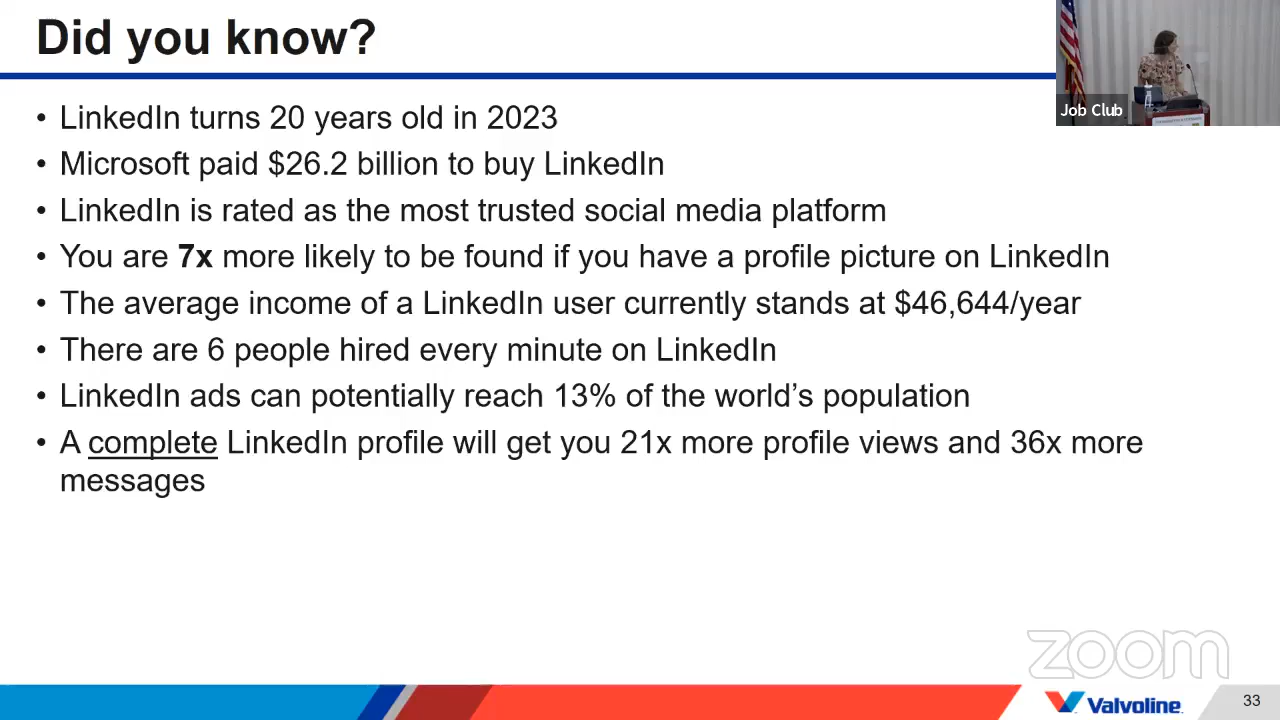 Did you know?
Job Club
• LinkedIn turns 20 years old in 2023
• Microsoft paid $26.2 billion to buy LinkedIn
• LinkedIn is rated as the most trusted social media platform
• You are 7x more likely to be found if you have a profile picture on LinkedIn
• The average income of a LinkedIn user currently stands at $46,644/year
• There are 6 people hired every minute on LinkedIn
• LinkedIn ads can potentially reach 13% of the world’s population
• A complete LinkedIn profile will get you 21x more profile views and 36x more
messages
zoom
Valvoline
33